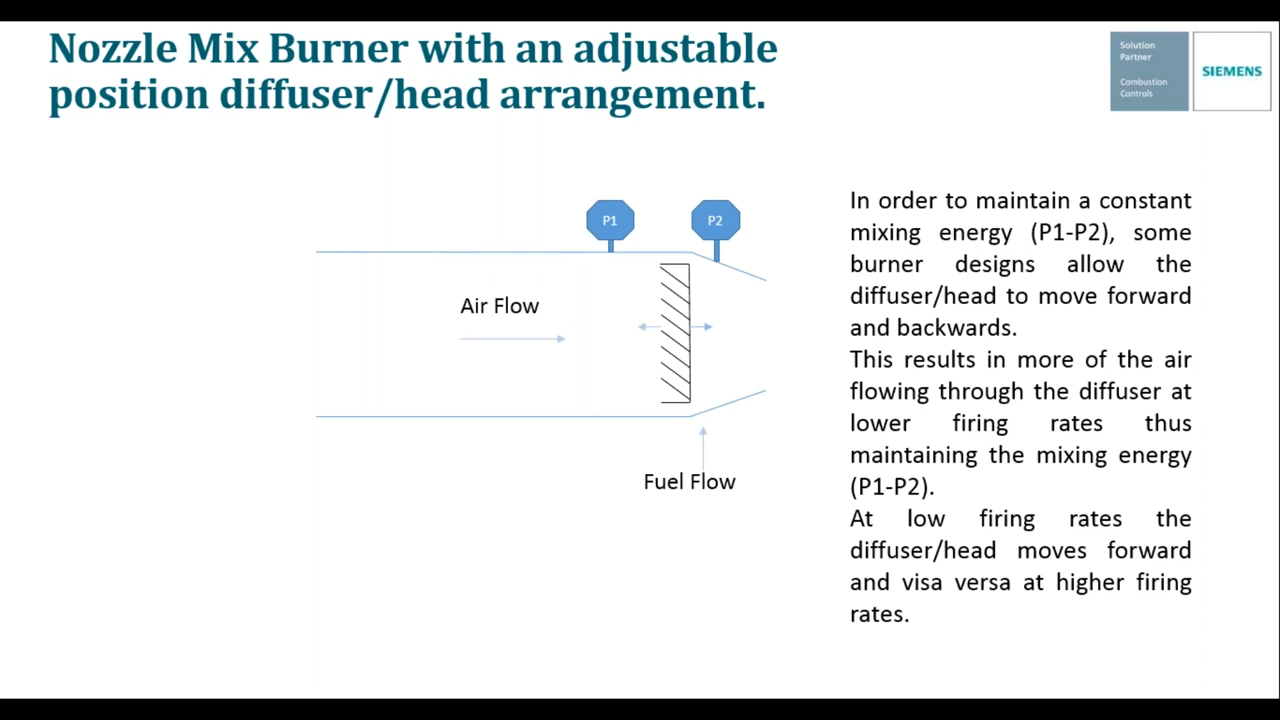 Nozzle Mix Burner with an adjustable
position diffuser/head arrangement.
Solution
Partner
Combustion
Controls
SIEMENS
P1
P2
Air Flow
Fuel Flow
In order to maintain a constant
mixing energy (P1-P2), some
burner designs allow the
diffuser/head to move forward
and backwards.
This results in more of the air
flowing through the diffuser at
lower firing rates thus
maintaining the mixing energy
(P1-P2).
At low firing rates the
diffuser/head moves forward
and visa versa at higher firing
rates.